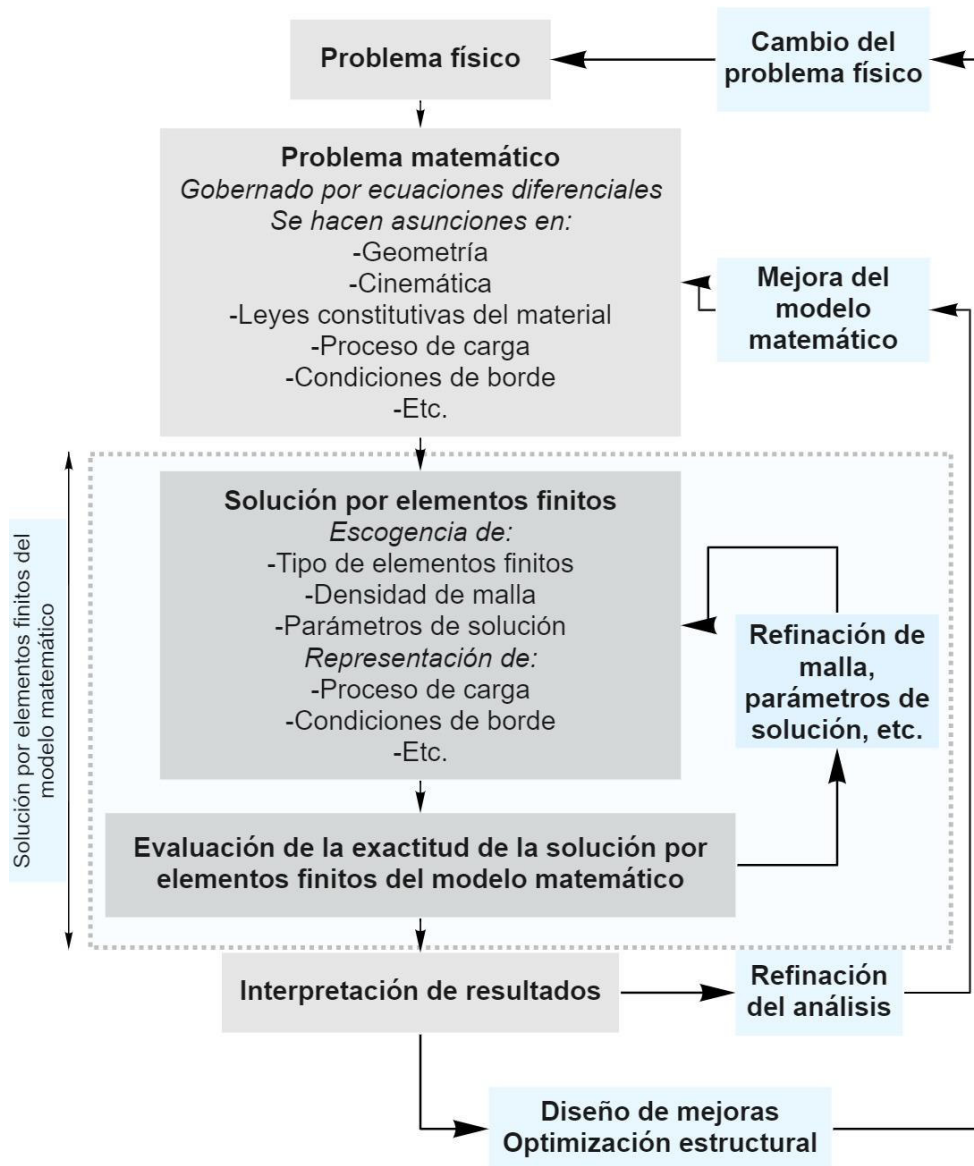 Problema físico
Cambio del
problema físico
Problema matemático
Gobernado por ecuaciones diferenciales
Se hacen asunciones en:
-Geometría
-Cinemática
-Leyes constitutivas del material
-Proceso de carga
-Condiciones de borde
-Etc.
Mejora del
modelo
matemático
Solución por elementos finitos del
modelo matemático
Solución por elementos finitos
Escogencia de:
-Tipo de elementos finitos
-Densidad de malla
-Parámetros de solución
Representación de:
-Proceso de carga
-Condiciones de borde
-Etc.
Refinación de
malla,
parámetros de
solución, etc.
Evaluación de la exactitud de la solución por
elementos finitos del modelo matemático
Interpretación de resultados
Refinación
del análisis
Diseño de mejoras
Optimización estructural